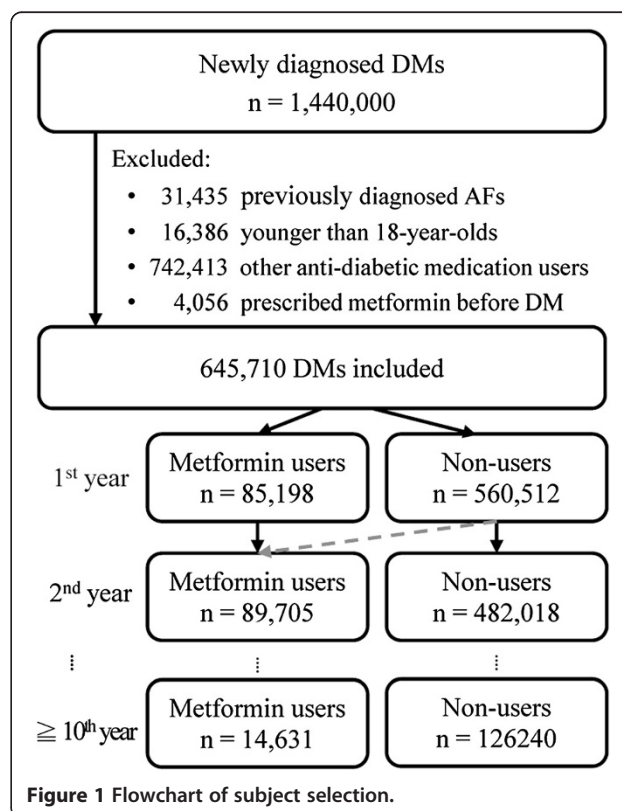 Newly diagnosed DMs
n = 1,440,000
Excluded:
• 31,435 previously diagnosed AFs
• 16,386 younger than 18-year-olds
• 742,413 other anti-diabetic medication users
• 4,056 prescribed metformin before DM
645,710 DMs included
1st year
Metformin users
n = 85,198
Non-users
n = 560,512
2nd year
Metformin users
n = 89,705
Non-users
n = 482,018
≧ 10th year
Metformin users
n = 14,631
Non-users
n = 126240
Figure 1 Flowchart of subject selection.